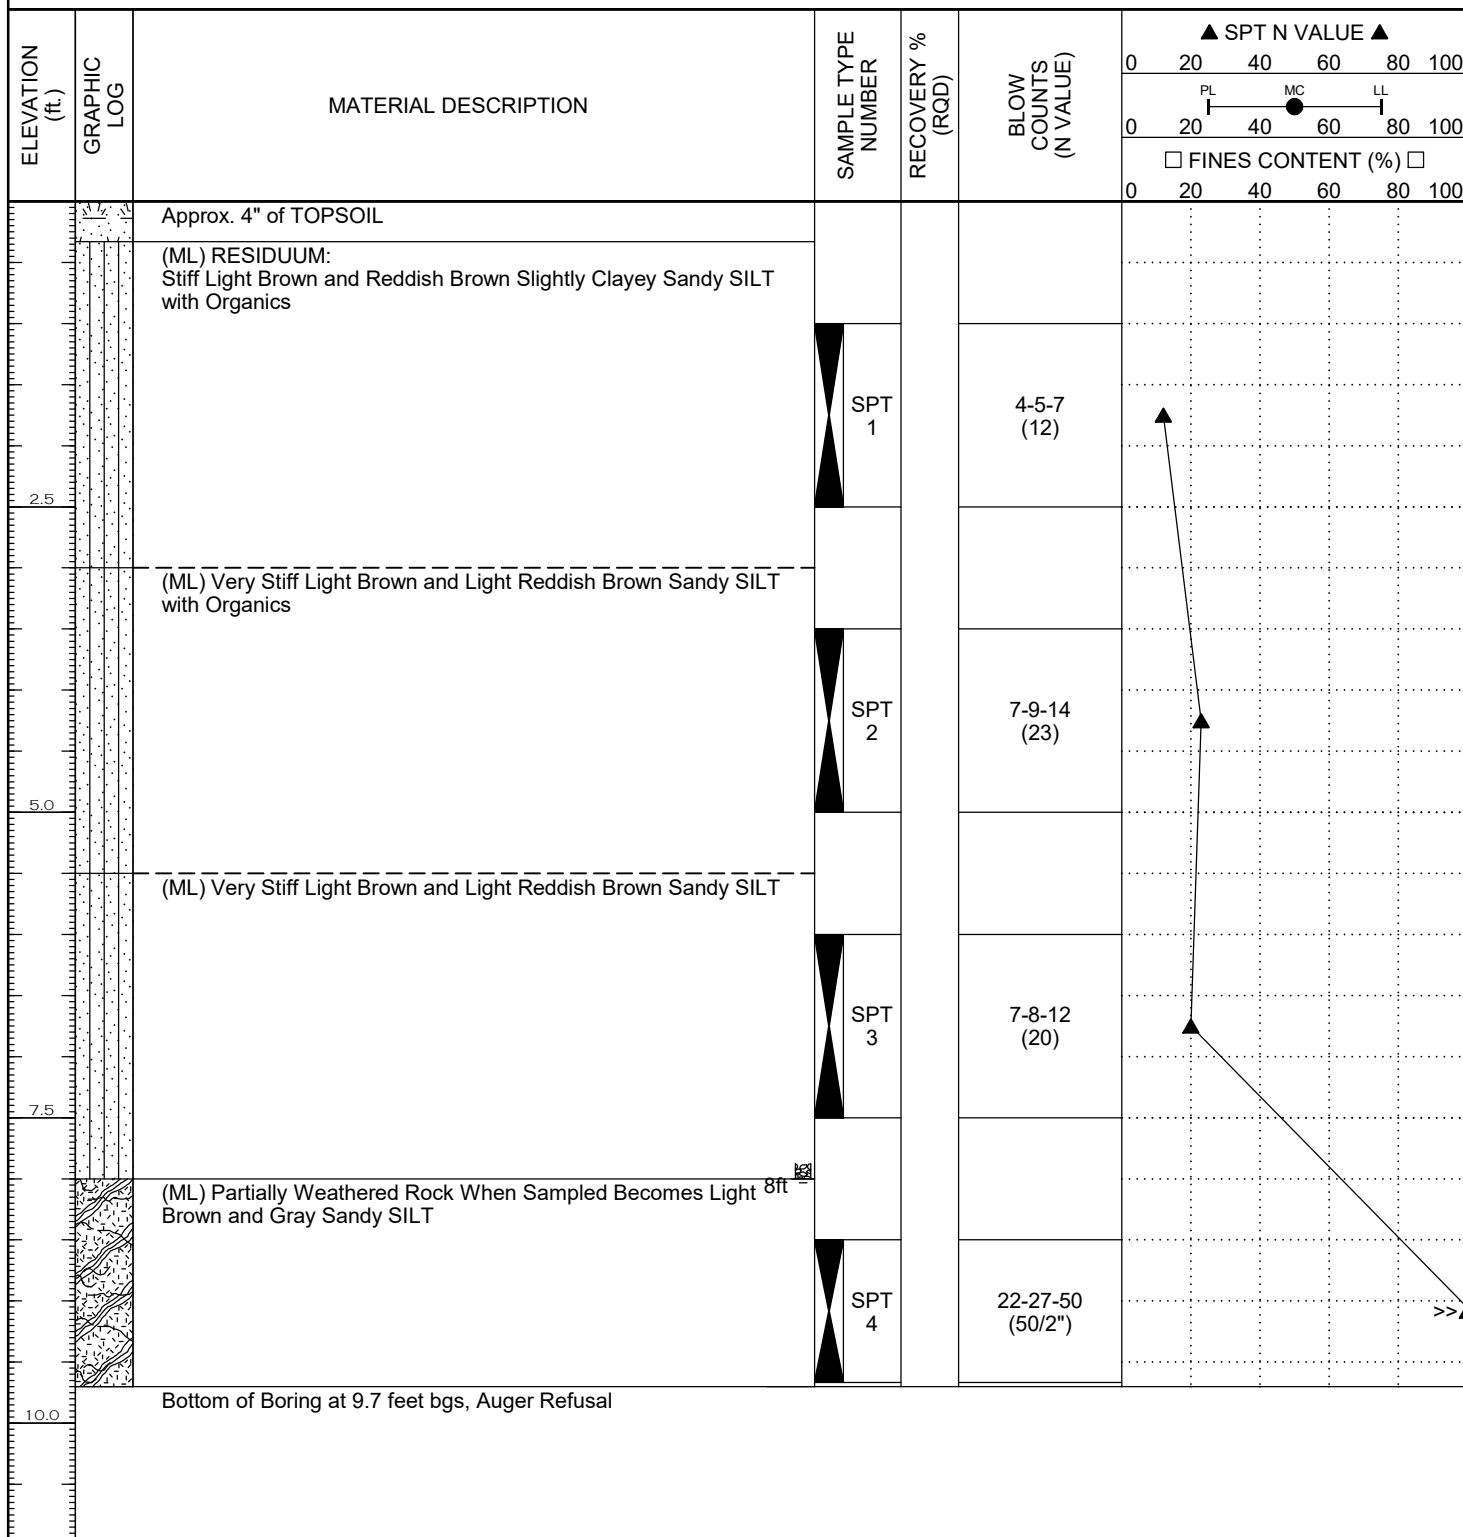 ELEVATION
(ft.)
GRAPHIC
LOG
MATERIAL DESCRIPTION
SAMPLE TYPE
NUMBER
RECOVERY %
(RQD)
BLOW
COUNTS
(N VALUE)
▲ SPT N VALUE ▲
0 20 40 60 80 100
PL MC LL
0 20 40 60 80 100
□ FINES CONTENT (%) □
0 20 40 60 80 100
Approx. 4" of TOPSOIL
(ML) RESIDUUM:
Stiff Light Brown and Reddish Brown Slightly Clayey Sandy SILT
with Organics
SPT
1
4-5-7
(12)
2.5
(ML) Very Stiff Light Brown and Light Reddish Brown Sandy SILT
with Organics
SPT
2
7-9-14
(23)
5.0
(ML) Very Stiff Light Brown and Light Reddish Brown Sandy SILT
SPT
3
7-8-12
(20)
7.5
8ft
(ML) Partially Weathered Rock When Sampled Becomes Light
Brown and Gray Sandy SILT
SPT
4
22-27-50
(50/2")
>>
Bottom of Boring at 9.7 feet bgs, Auger Refusal
10.0